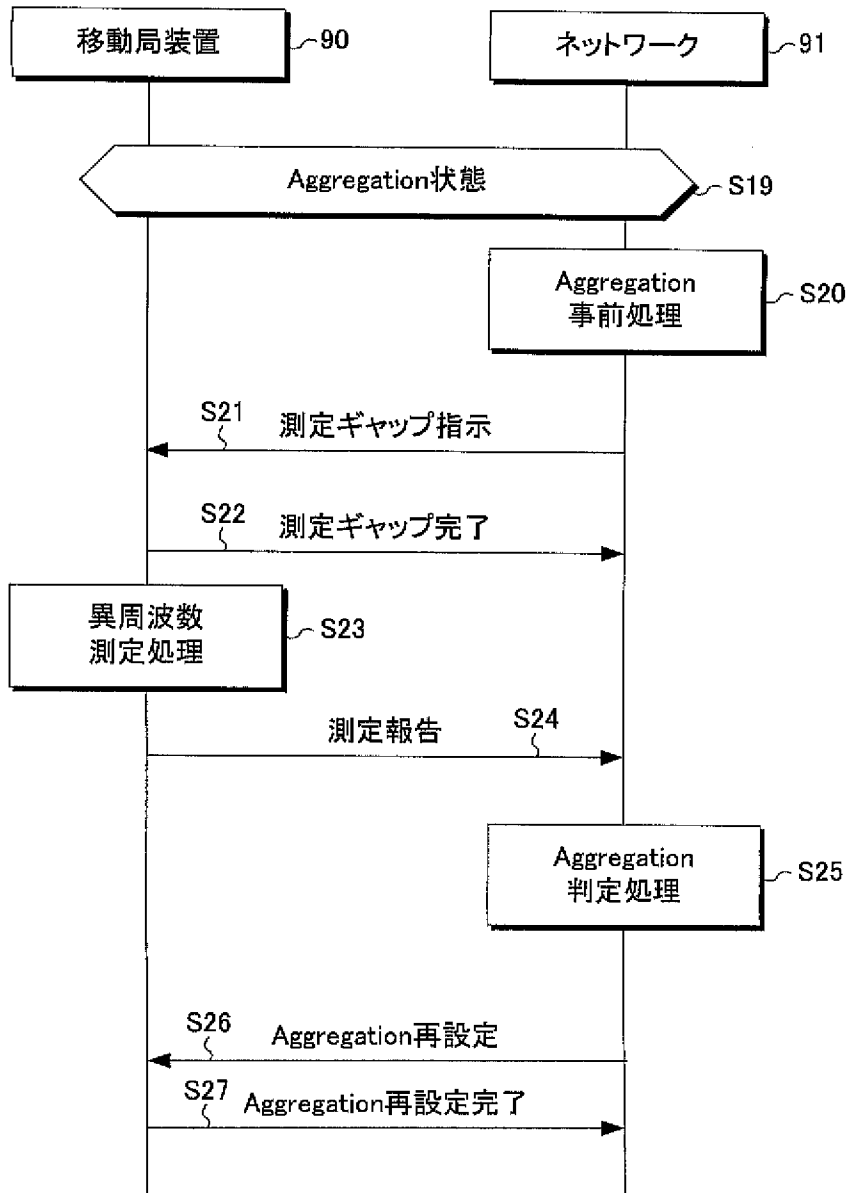 移動局装置
90
ネットワーク
91
Aggregation状態
S19
Aggregation
事前処理
S20
S21
測定ギャップ指示
S22
測定ギャップ完了
異周波数
測定処理
S23
測定報告
S24
Aggregation
判定処理
S25
S26
Aggregation再設定
S27
Aggregation再設定完了